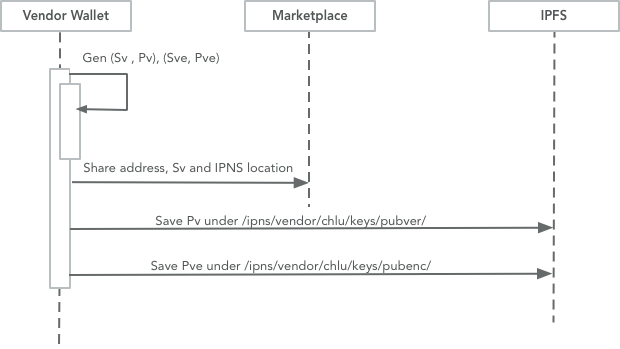 Vendor Wallet
Marketplace
IPFS
Gen (Sv , Pv), (Sve, Pve)
Share address, Sv and IPNS location
Save Pv under /ipns/vendor/chlu/keys/pubver/
Save Pve under /ipns/vendor/chlu/keys/pubenc/